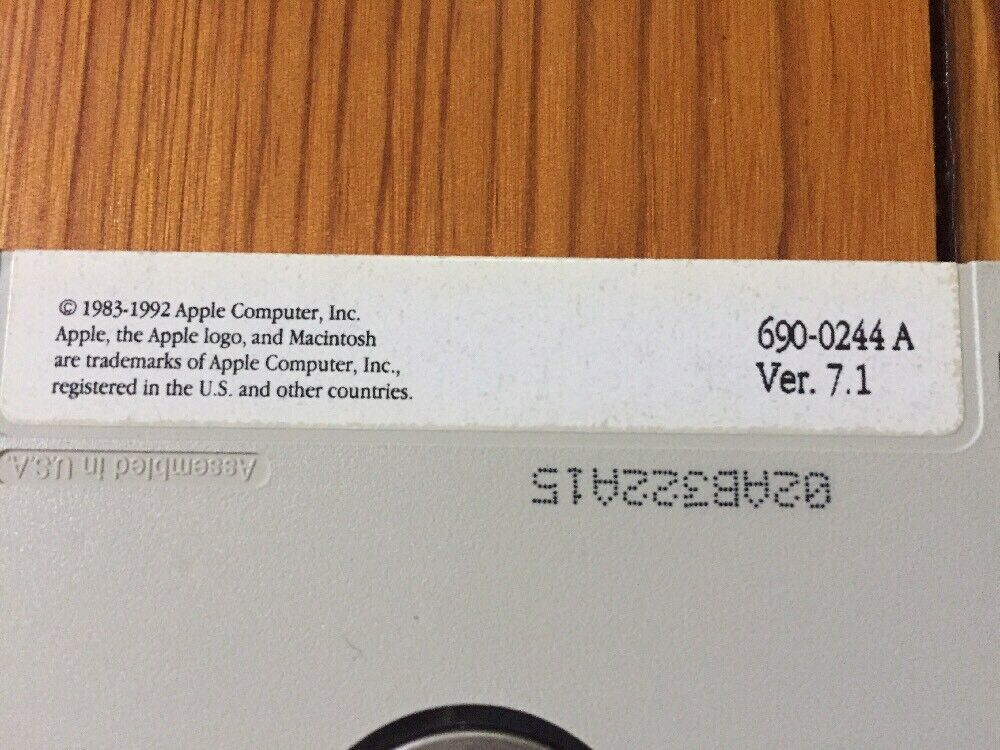 © 1983-1992 Apple Computer, Inc.
Apple, the Apple logo, and Macintosh
are trademarks of Apple Computer, Inc.,
registered in the U.S. and other countries.
690-0244 A
Ver. 7.1
Assembled in U.S.A
02AB322A15